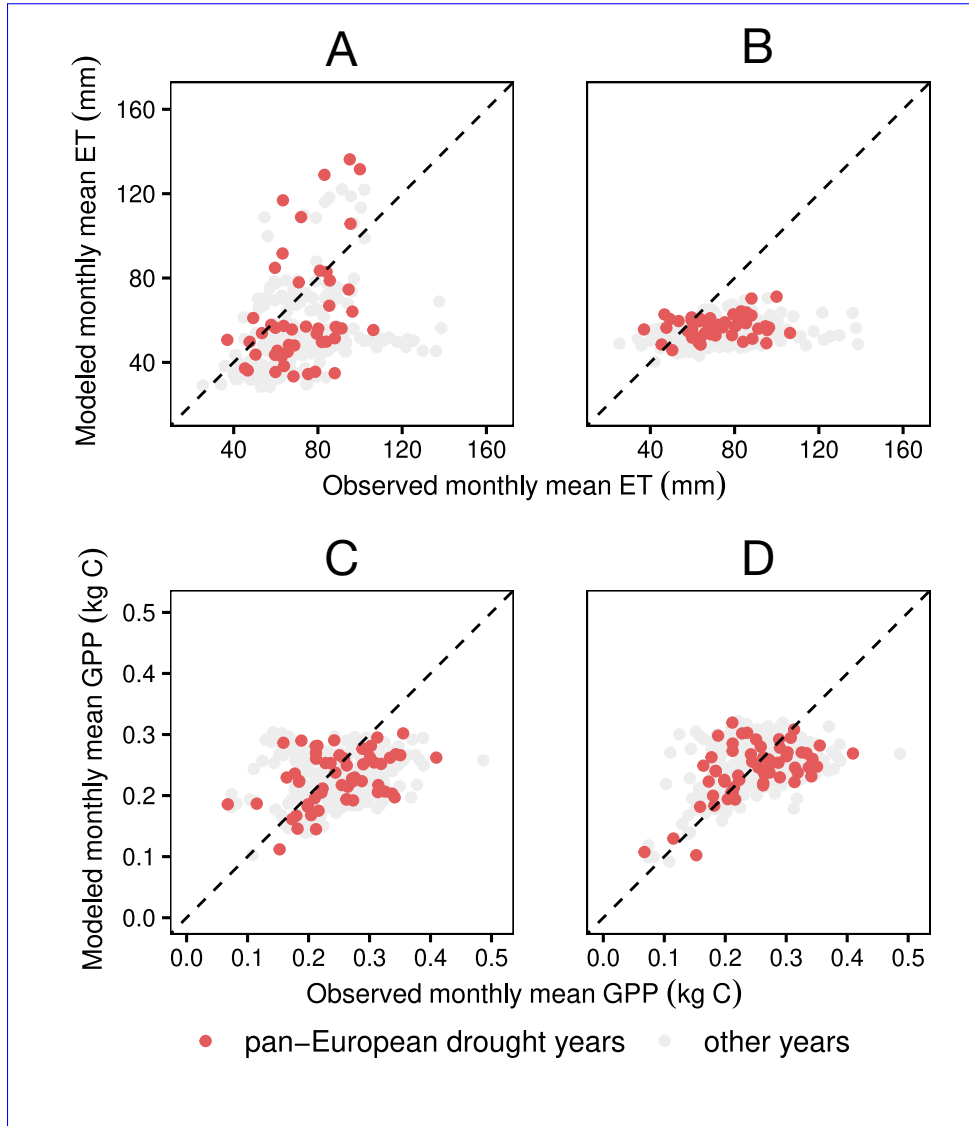 A B
Modeled monthly mean ET (mm)
160
120
80
40
40 80 120 160 40 80 120 160
Observed monthly mean ET (mm)
C D
Modeled monthly mean GPP (kg C)
0.5
0.4
0.3
0.2
0.1
0.0
0.0 0.1 0.2 0.3 0.4 0.5 0.0 0.1 0.2 0.3 0.4 0.5
Observed monthly mean GPP (kg C)
pan−European drought years other years